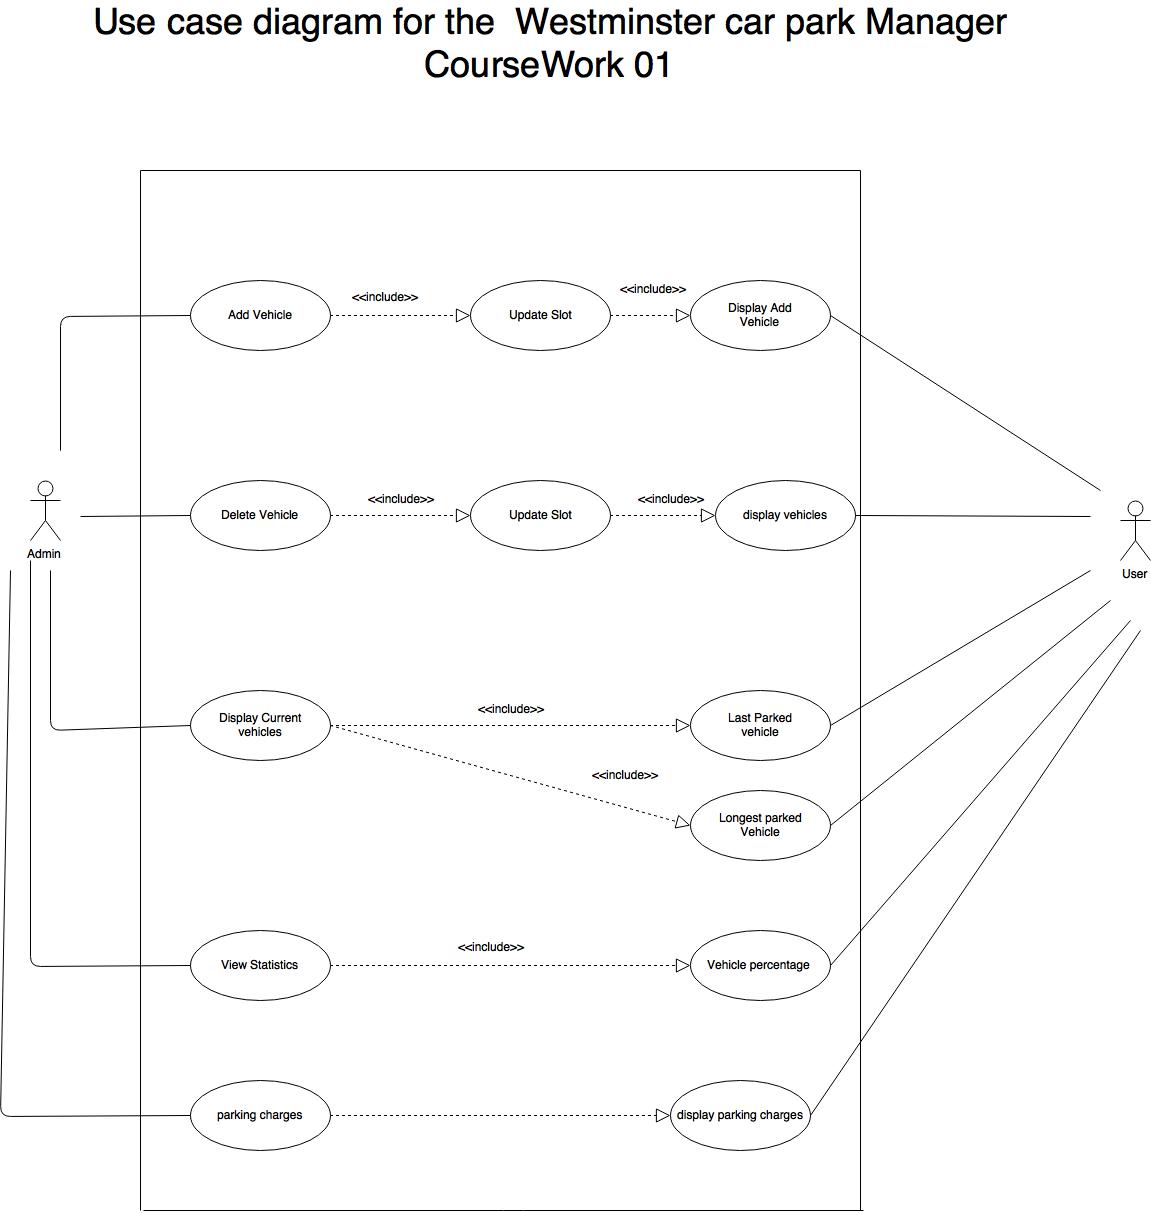 Use case diagram for the  Westminster car park Manager
CourseWork 01
<<include>>
<<include>>
Add Vehicle
Update Slot
Display Add
Vehicle
<<include>>
<<include>>
Delete Vehicle
Update Slot
display vehicles
Admin
User
<<include>>
Display Current
vehicles
Last Parked
vehicle
<<include>>
Longest parked
Vehicle
<<include>>
View Statistics
Vehicle percentage
parking charges
display parking charges